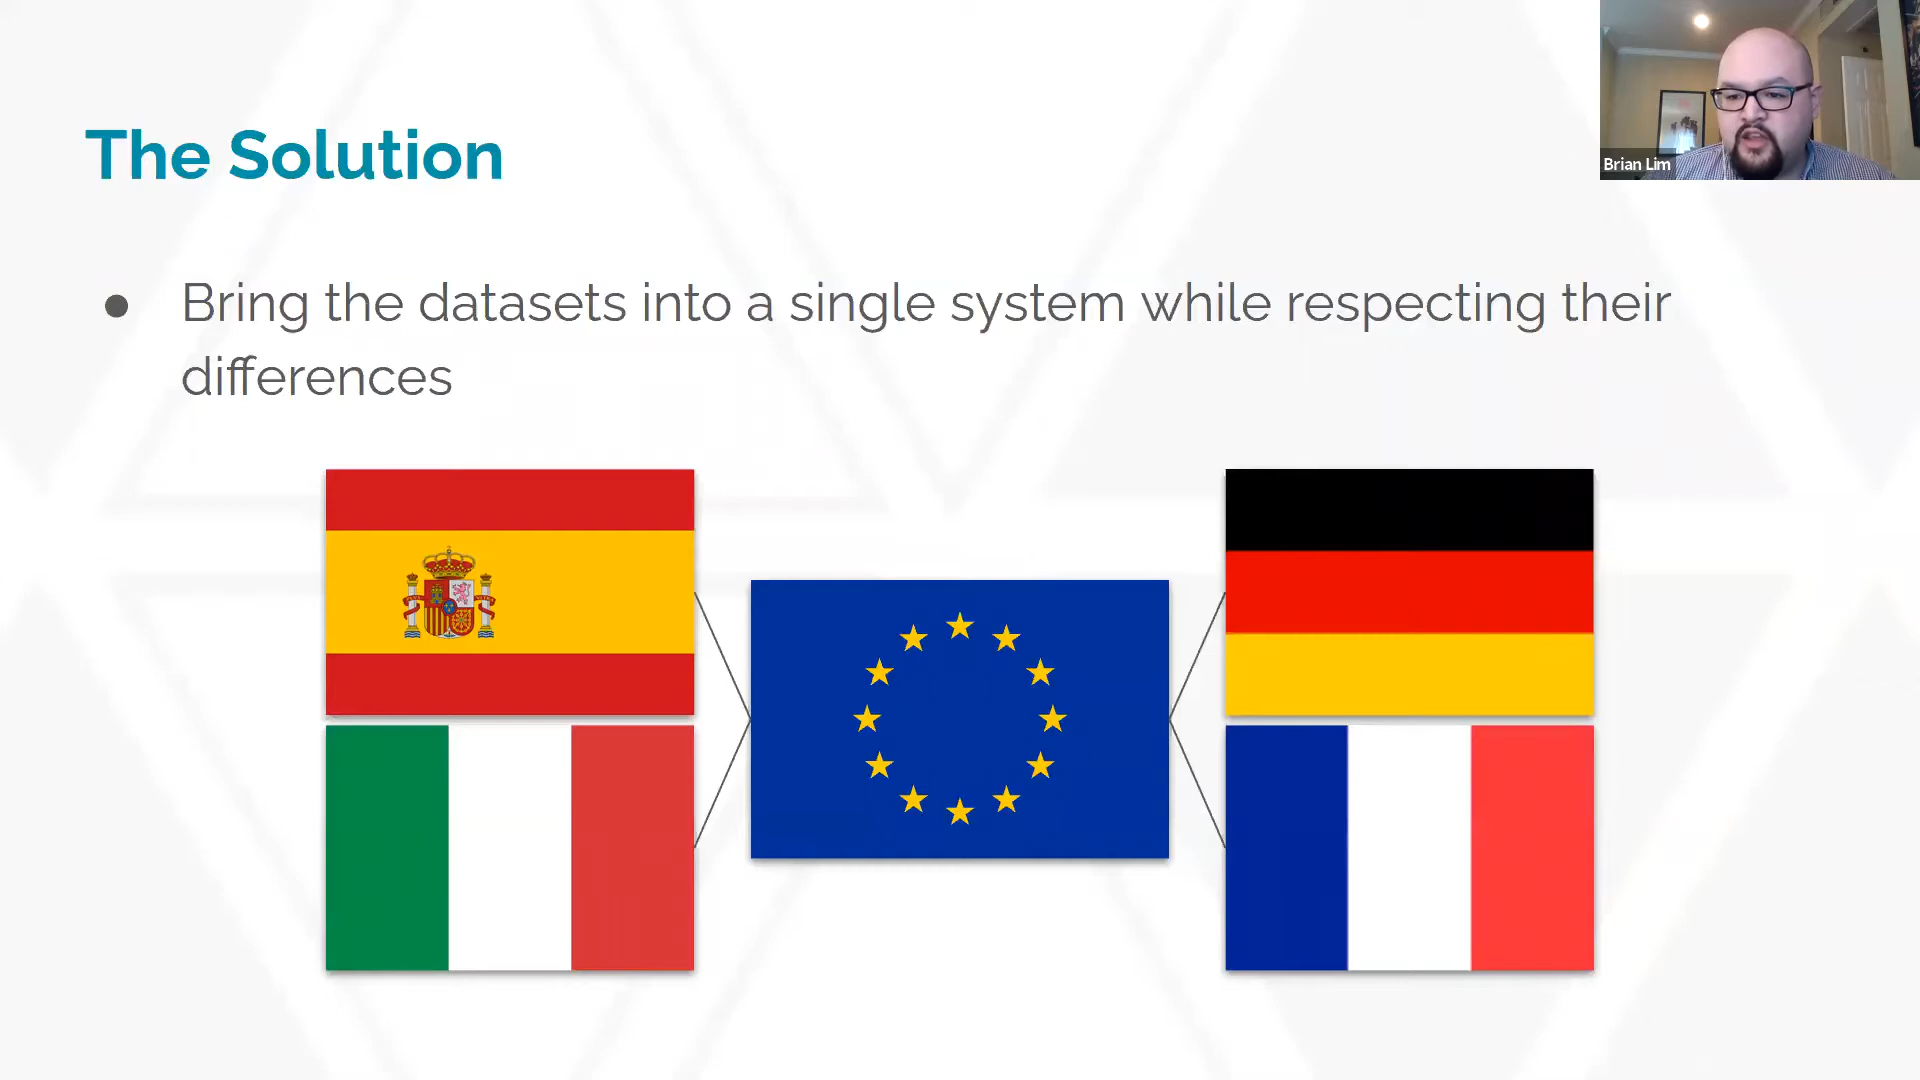 The Solution
● Bring the datasets into a single system while respecting their
differences
Brian Lim